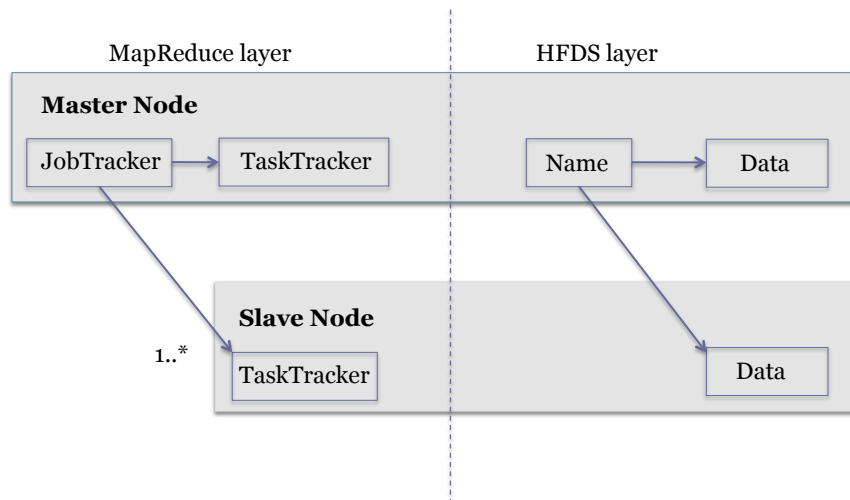 MapReduce layer
HFDS layer
Master Node
JobTracker
TaskTracker
Name
Data
Slave Node
1..*
TaskTracker
Data